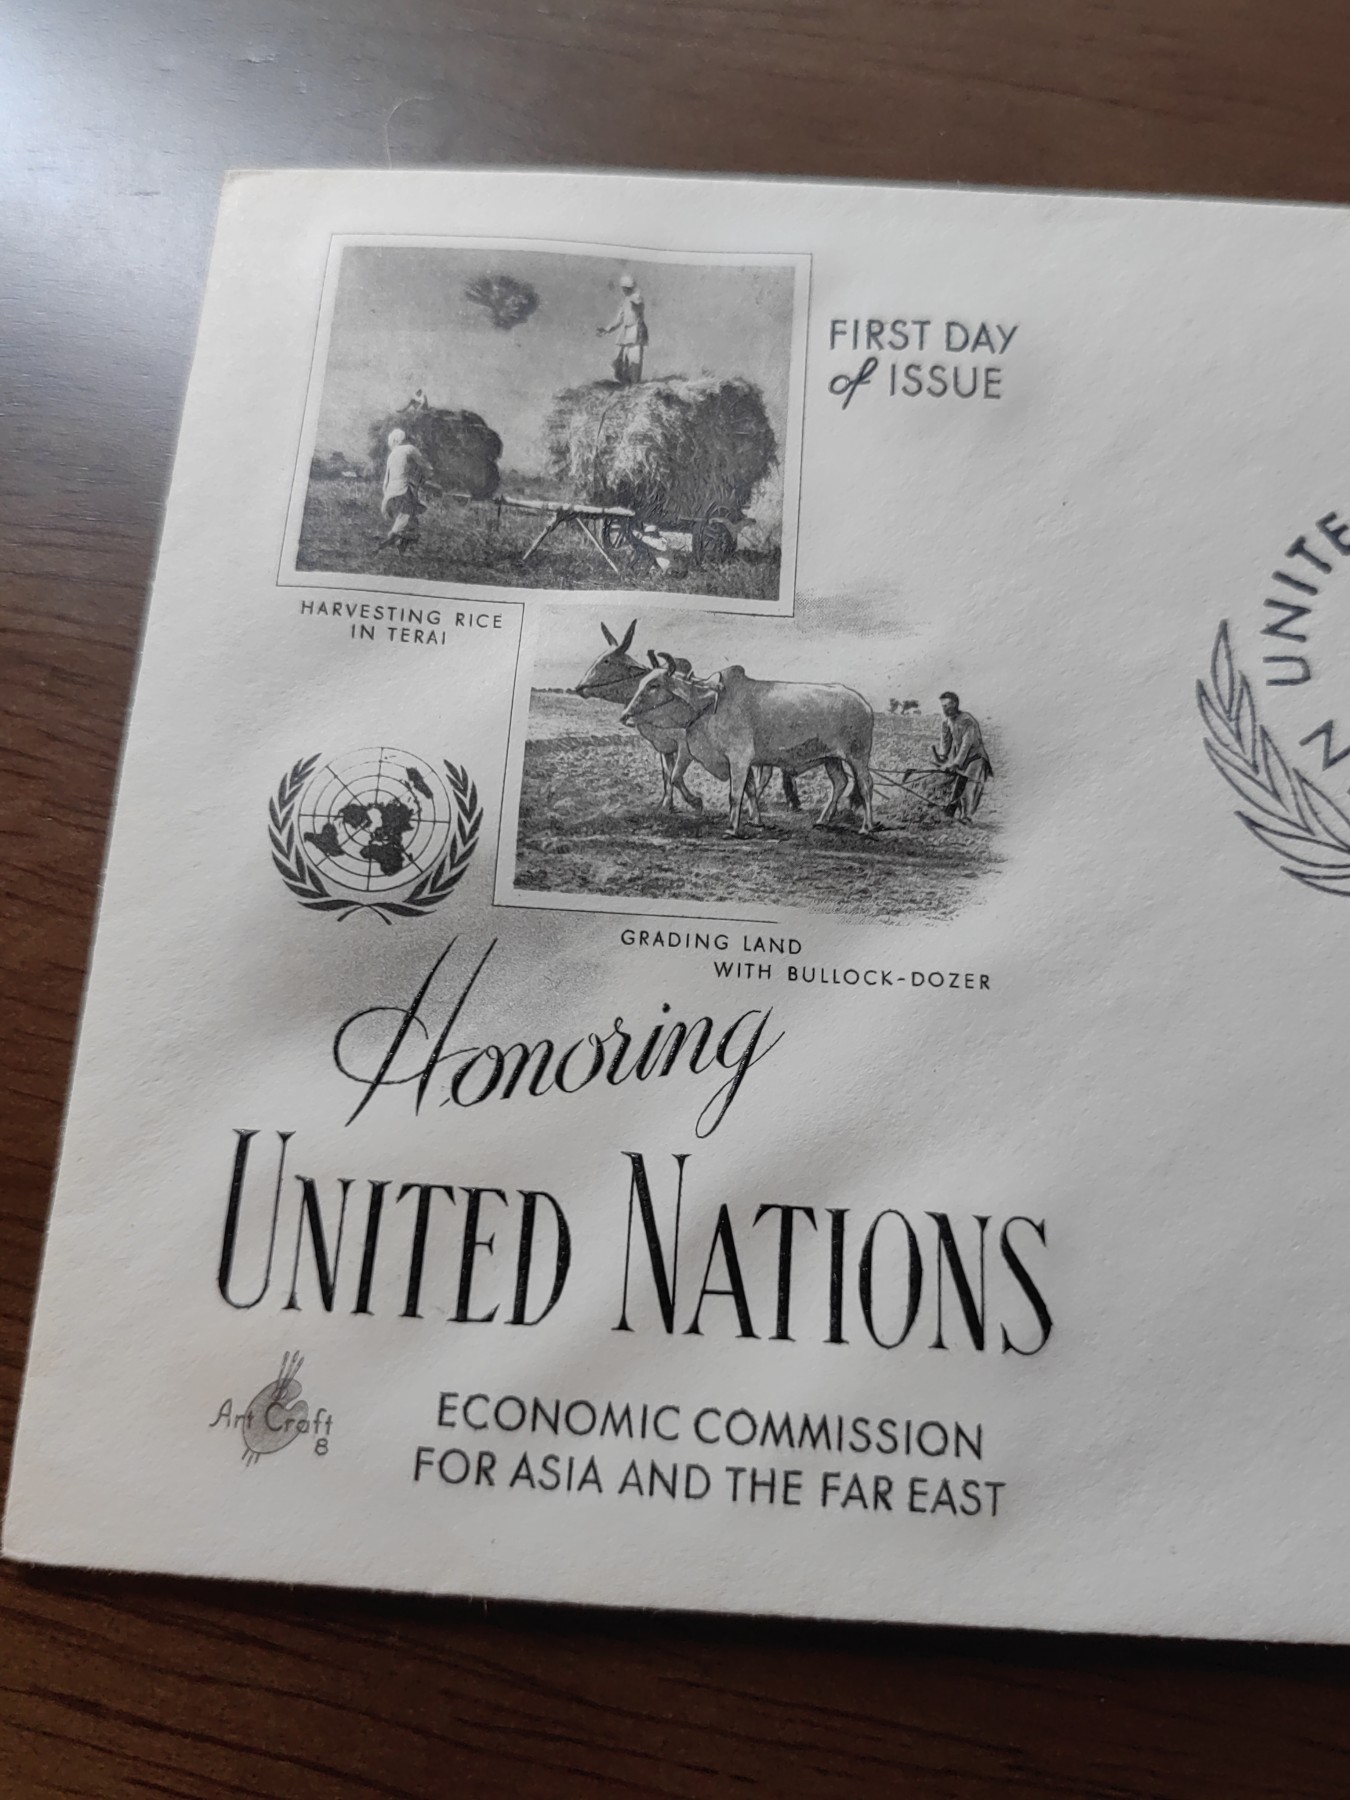 FIRST DAY
of ISSUE
HARVESTING RICE
IN TERAI
GRADING LAND
WITH BULLOCK-DOZER
Honoring
UNITED NATIONS
Art Craft
8
ECONOMIC COMMISSION
FOR ASIA AND THE FAR EAST
UNITE
N